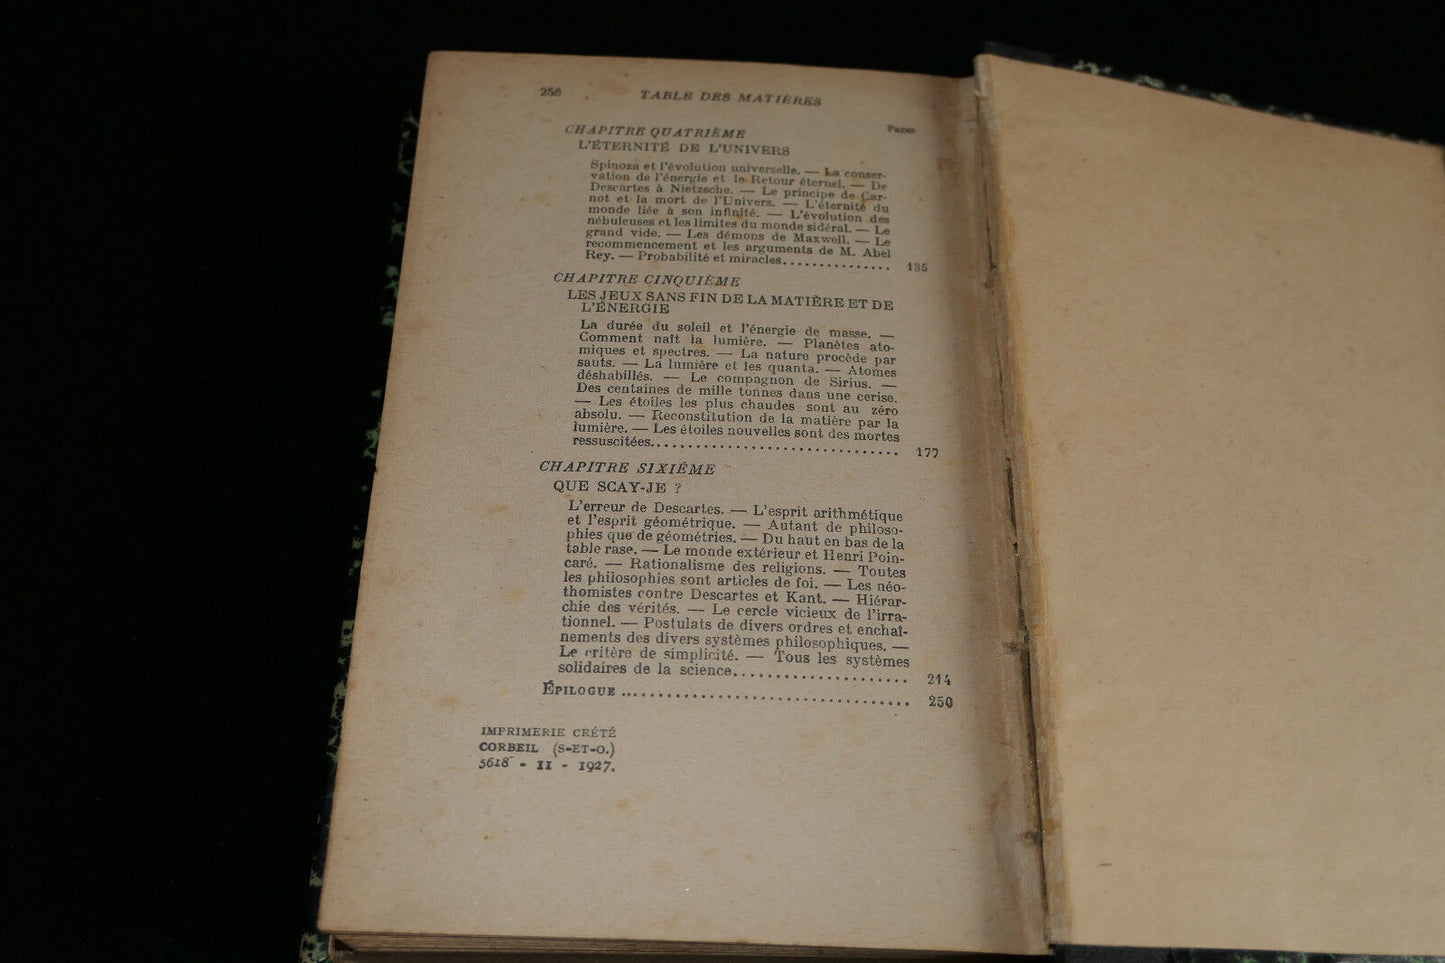 256
TABLE DES MATIÈRES
Pages
CHAPITRE QUATRIÈME
L'ÉTERNITÉ DE L'UNIVERS
Spinoza et l'évolution universelle. — La conser-
vation de l'énergie et le Retour éternel. — De
Descartes à Nietzsche. — Le principe de Car-
not et la mort de l'Univers. — L'éternité du
monde liée à son infinité. — L'évolution des
nébuleuses et les limites du monde sidéral. — Le
grand vide. — Les démons de Maxwell. — Le
recommencement et les arguments de M. Abel
Rey. — Probabilité et miracles............... 135
CHAPITRE CINQUIÈME
LES JEUX SANS FIN DE LA MATIÈRE ET DE
L'ÉNERGIE
La durée du soleil et l'énergie de masse. —
Comment naît la lumière. — Planètes ato-
miques et spectres. — La nature procède par
sauts. — La lumière et les quanta. — Atomes
déshabillés. — Le compagnon de Sirius. —
Des centaines de mille tonnes dans une cerise.
— Les étoiles les plus chaudes sont au zéro
absolu. — Reconstitution de la matière par la
lumière. — Les étoiles nouvelles sont des mortes
ressuscitées................................ 177
CHAPITRE SIXIÈME
QUE SCAY-JE ?
L'erreur de Descartes. — L'esprit arithmétique
et l'esprit géométrique. — Autant de philoso-
phies que de géométries. — Du haut en bas de la
table rase. — Le monde extérieur et Henri Poin-
caré. — Rationalisme des religions. — Toutes
les philosophies sont articles de foi. — Les néo-
thomistes contre Descartes et Kant. — Hiérar-
chie des vérités. — Le cercle vicieux de l'irra-
tionnel. — Postulats de divers ordres et enchaî-
nements des divers systèmes philosophiques. —
Le critère de simplicité. — Tous les systèmes
solidaires de la science..................... 214
ÉPILOGUE .................................. 250
IMPRIMERIE CRÉTÉ
CORBEIL (S-ET-O.)
5618 - 11 - 1927.